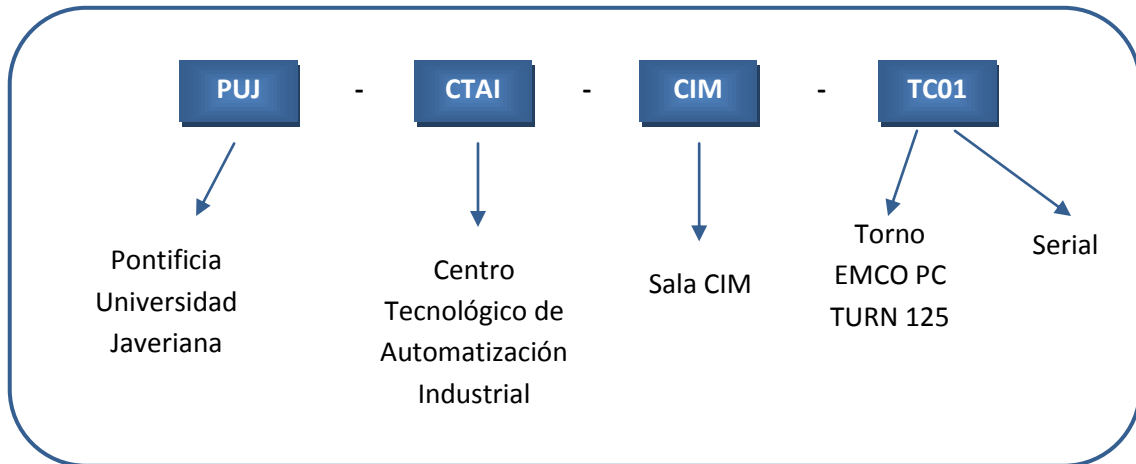 PUJ - CTAI - CIM - TC01
Pontificia
Universidad
Javeriana
Centro
Tecnológico de
Automatización
Industrial
Sala CIM
Torno
EMCO PC
TURN 125
Serial